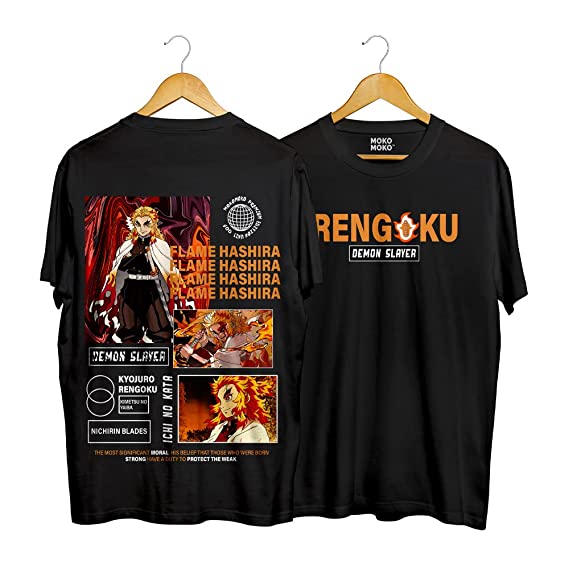 FLAME HASHIRA
FLAME HASHIRA
FLAME HASHIRA
FLAME HASHIRA
DEMON SLAYER
KYOJURO
RENGOKU
KIMETSU NO
YAIBA
NICHIRIN BLADES
ICHI NO KATA
THE MOST SIGNIFICANT MORAL, HIS BELIEF THAT THOSE WHO WERE BORN
STRONG HAVE A DUTY TO PROTECT THE WEAK
MOKO
MOKO™
RENGOKU
DEMON SLAYER